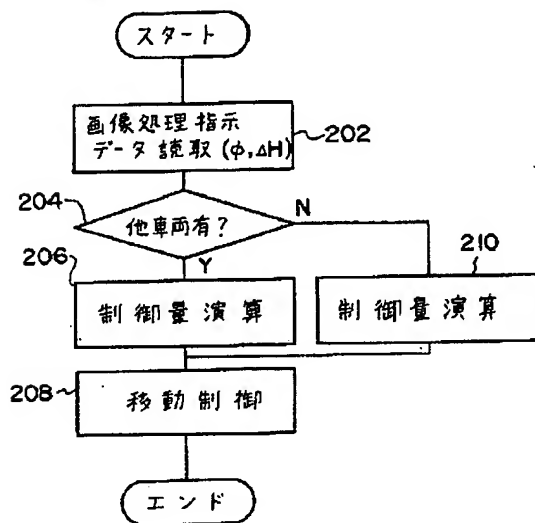 スタート
画像処理指示
データ読取(φ,ΔH)
202
204
他車両有?
N
Y
206
制御量演算
210
制御量演算
208
移動制御
エンド